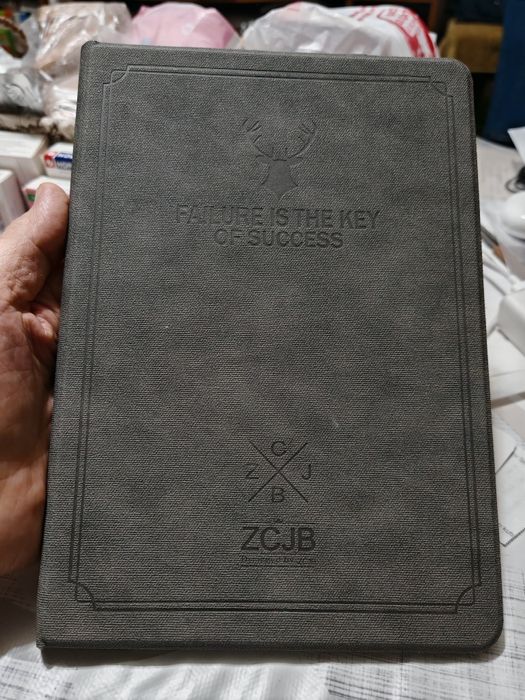 FAILURE IS THE KEY
OF SUCCESS
C
Z J
B
ZCJB